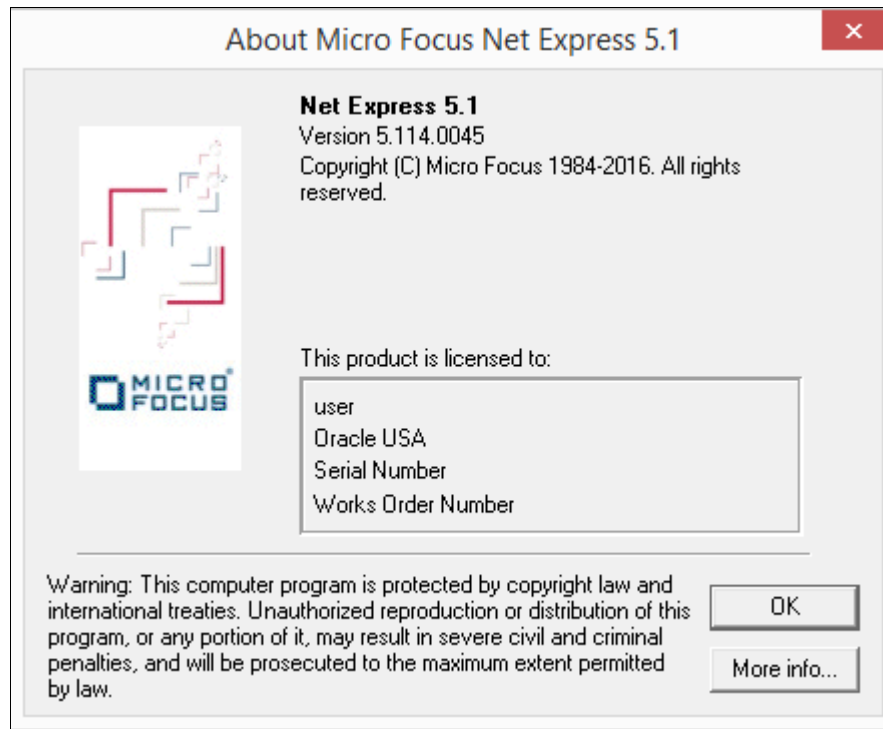 About Micro Focus Net Express 5.1
Net Express 5.1
Version 5.114.0045
Copyright (C) Micro Focus 1984-2016. All rights
reserved.
MICRO
FOCUS
This product is licensed to:
user
Oracle USA
Serial Number
Works Order Number
Warning: This computer program is protected by copyright law and
international treaties. Unauthorized reproduction or distribution of this
program, or any portion of it, may result in severe civil and criminal
penalties, and will be prosecuted to the maximum extent permitted
by law.
OK
More info...